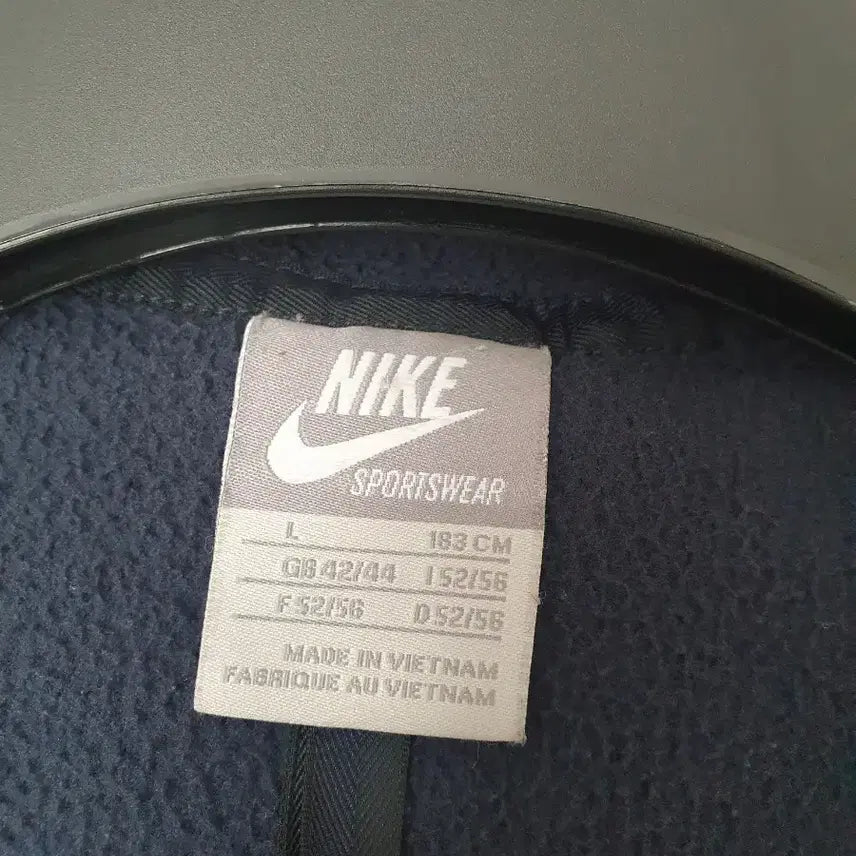 NIKE
SPORTSWEAR
L 183 CM
GB 42/44 I 52/56
F 52/56 D 52/56
MADE IN VIETNAM
FABRIQUE AU VIETNAM